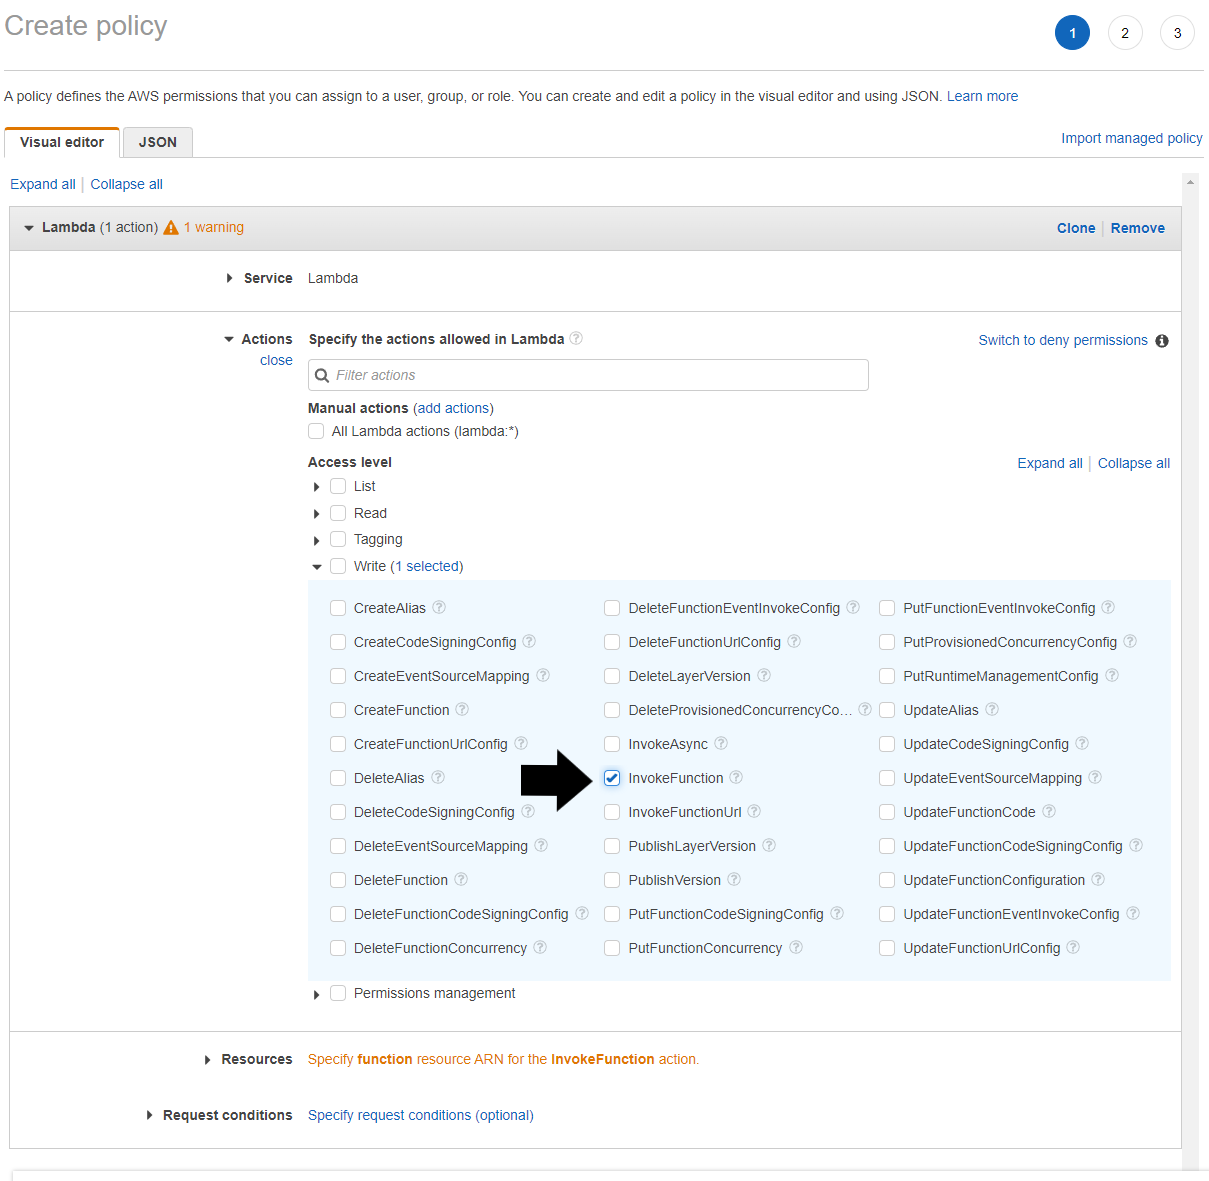 Create policy
1 2 3
A policy defines the AWS permissions that you can assign to a user, group, or role. You can create and edit a policy in the visual editor and using JSON. Learn more
Visual editor JSON Import managed policy
Expand all Collapse all
Lambda (1 action) 1 warning Clone Remove
Service Lambda
Actions Specify the actions allowed in Lambda ? Switch to deny permissions i
close
Filter actions
Manual actions (add actions)
All Lambda actions (lambda:*)
Access level Expand all Collapse all
List
Read
Tagging
Write (1 selected)
CreateAlias ? DeleteFunctionEventInvokeConfig ? PutFunctionEventInvokeConfig ?
CreateCodeSigningConfig ? DeleteFunctionUrlConfig ? PutProvisionedConcurrencyConfig ?
CreateEventSourceMapping ? DeleteLayerVersion ? PutRuntimeManagementConfig ?
CreateFunction ? DeleteProvisionedConcurrencyCo... ? UpdateAlias ?
CreateFunctionUrlConfig ? InvokeAsync ? UpdateCodeSigningConfig ?
DeleteAlias ? InvokeFunction ? UpdateEventSourceMapping ?
DeleteCodeSigningConfig ? InvokeFunctionUrl ? UpdateFunctionCode ?
DeleteEventSourceMapping ? PublishLayerVersion ? UpdateFunctionCodeSigningConfig ?
DeleteFunction ? PublishVersion ? UpdateFunctionConfiguration ?
DeleteFunctionCodeSigningConfig ? PutFunctionCodeSigningConfig ? UpdateFunctionEventInvokeConfig ?
DeleteFunctionConcurrency ? PutFunctionConcurrency ? UpdateFunctionUrlConfig ?
Permissions management
Resources Specify function resource ARN for the InvokeFunction action.
Request conditions Specify request conditions (optional)